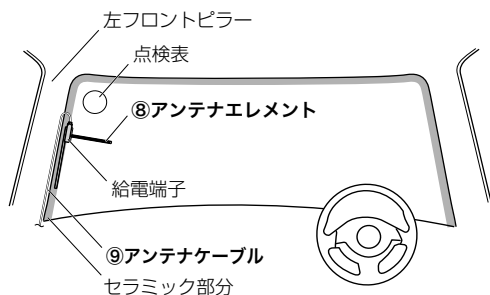 左フロントピラー
点検表
⑧アンテナエレメント
給電端子
⑨アンテナケーブル
セラミック部分